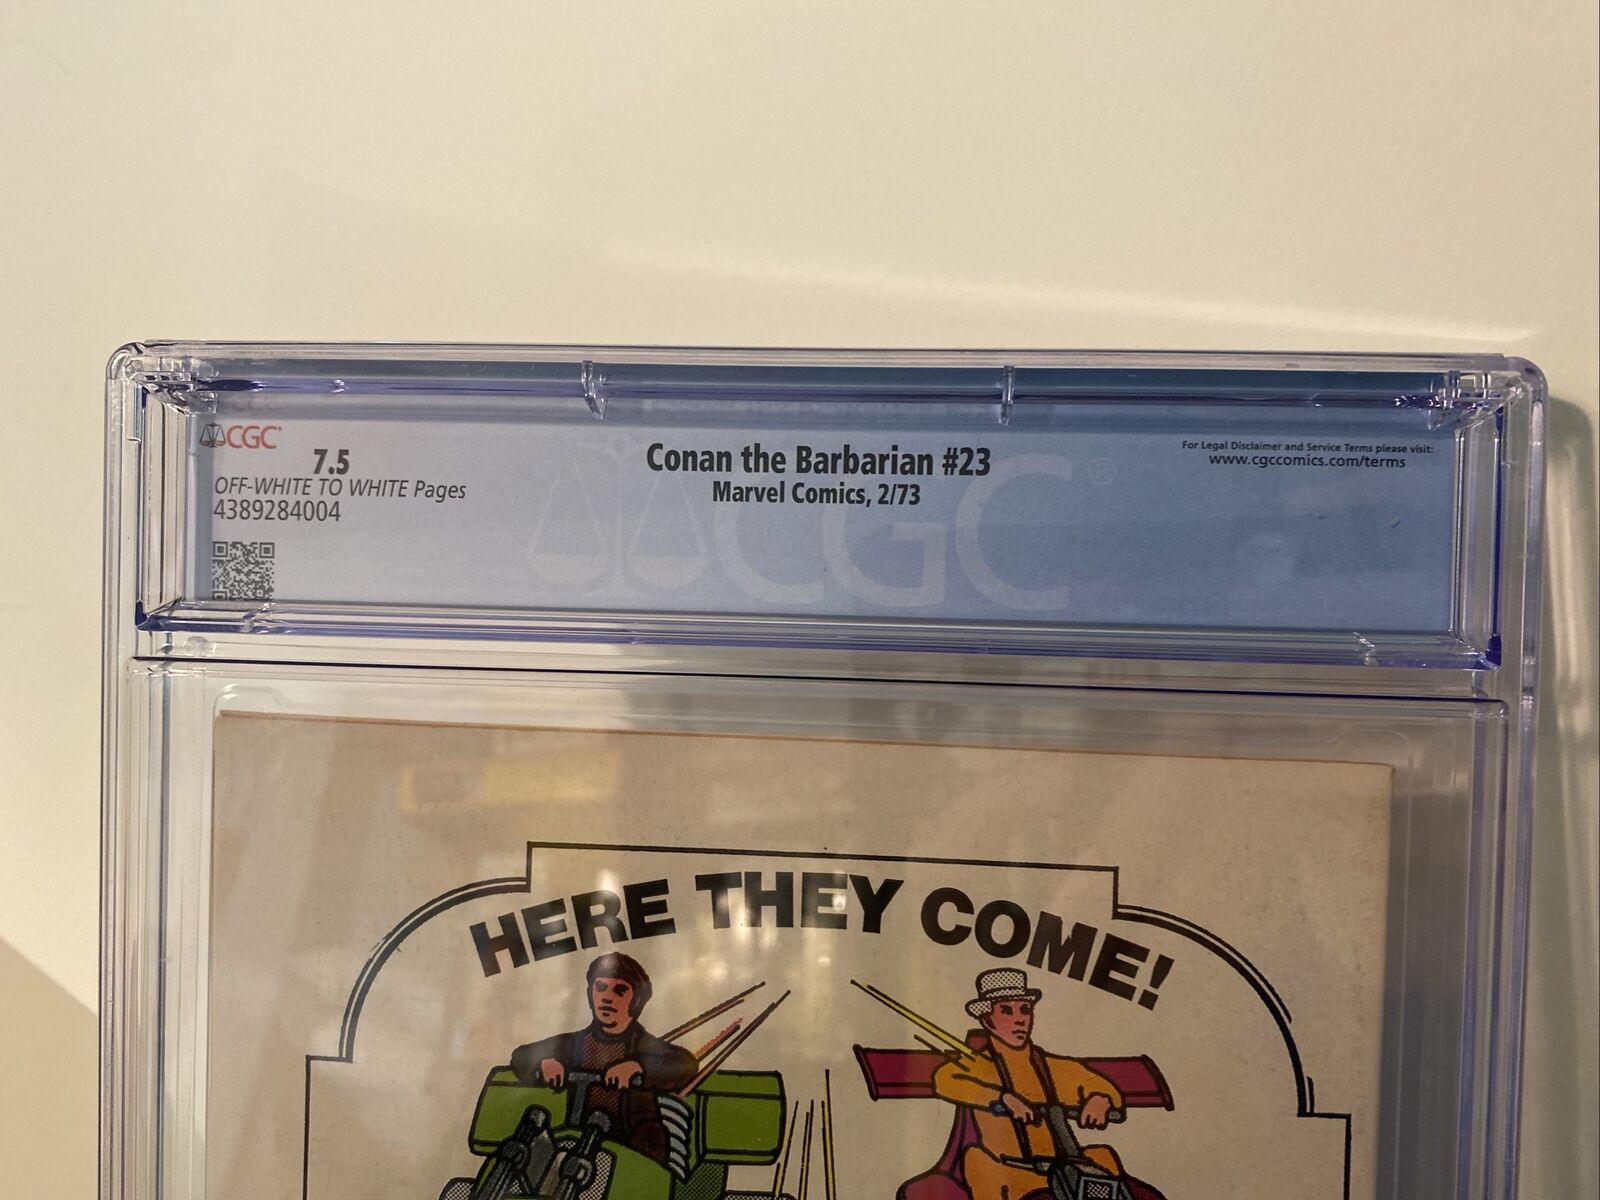 CGC
7.5
OFF-WHITE TO WHITE Pages
4389284004
Conan the Barbarian #23
Marvel Comics, 2/73
For Legal Disclaimer and Service Terms please visit:
www.cgccomics.com/terms
CGC®
HERE THEY COME!